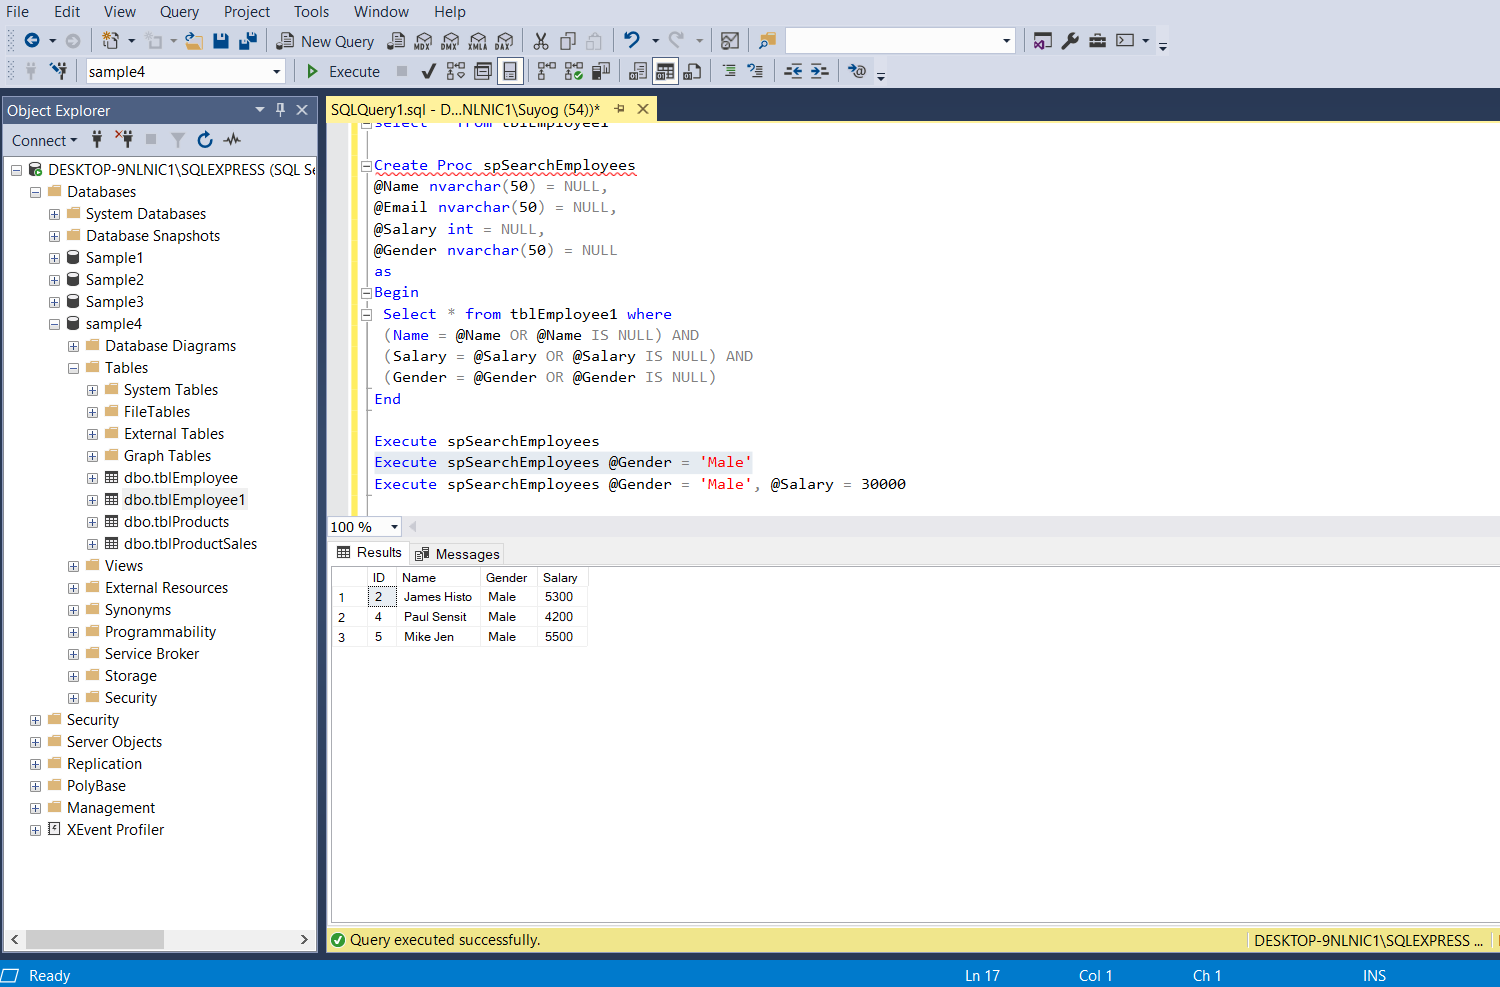 File Edit View Query Project Tools Window Help
New Query MDX DMX XMLA DAX
sample4 Execute
Object Explorer
Connect
DESKTOP-9NLNIC1\SQLEXPRESS (SQL Se
Databases
System Databases
Database Snapshots
Sample1
Sample2
Sample3
sample4
Database Diagrams
Tables
System Tables
FileTables
External Tables
Graph Tables
dbo.tblEmployee
dbo.tblEmployee1
dbo.tblProducts
dbo.tblProductSales
Views
External Resources
Synonyms
Programmability
Service Broker
Storage
Security
Security
Server Objects
Replication
PolyBase
Management
XEvent Profiler
SQLQuery1.sql - D...NLNIC1\Suyog (54))*
select * from tblEmployee1
Create Proc spSearchEmployees
@Name nvarchar(50) = NULL,
@Email nvarchar(50) = NULL,
@Salary int = NULL,
@Gender nvarchar(50) = NULL
as
Begin
Select * from tblEmployee1 where
(Name = @Name OR @Name IS NULL) AND
(Salary = @Salary OR @Salary IS NULL) AND
(Gender = @Gender OR @Gender IS NULL)
End
Execute spSearchEmployees
Execute spSearchEmployees @Gender = 'Male'
Execute spSearchEmployees @Gender = 'Male', @Salary = 30000
100 %
Results Messages
ID Name Gender Salary
1 2 James Histo Male 5300
2 4 Paul Sensit Male 4200
3 5 Mike Jen Male 5500
Query executed successfully. DESKTOP-9NLNIC1\SQLEXPRESS ...
Ready Ln 17 Col 1 Ch 1 INS